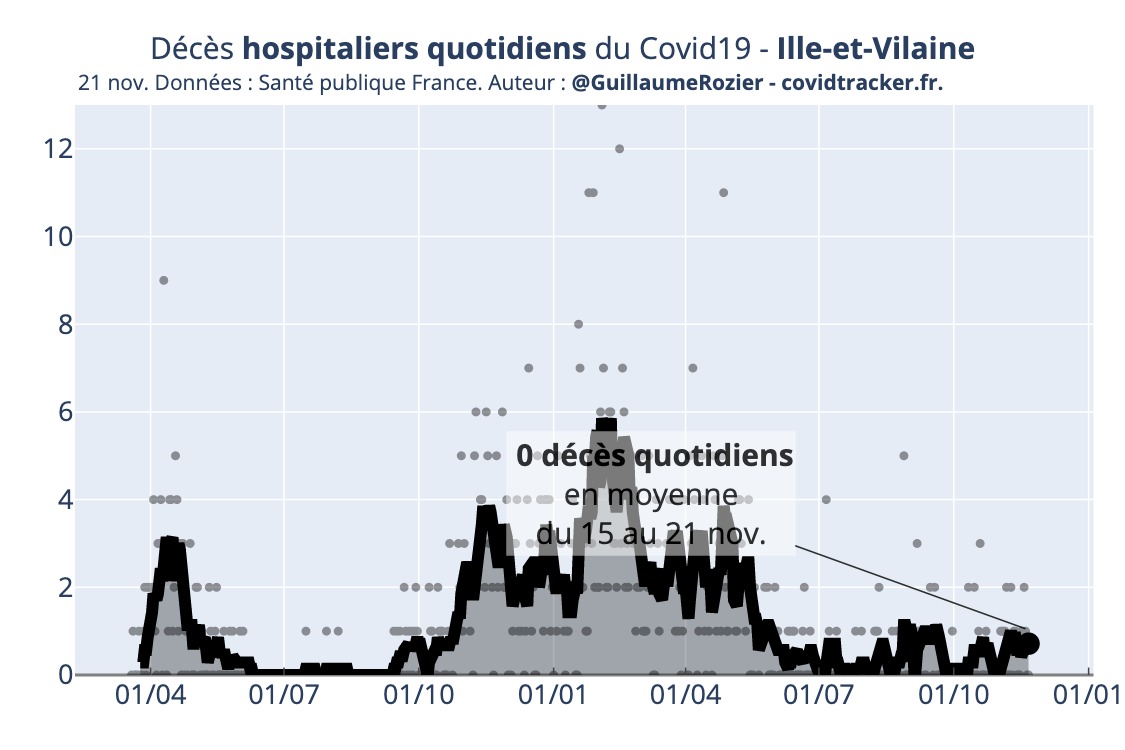 Décès hospitaliers quotidiens du Covid19 - Ille-et-Vilaine
21 nov. Données : Santé publique France. Auteur : @GuillaumeRozier - covidtracker.fr.
12
10
8
6
4
2
0
0 décès quotidiens
en moyenne
du 15 au 21 nov.
01/04 01/07 01/10 01/01 01/04 01/07 01/10 01/01